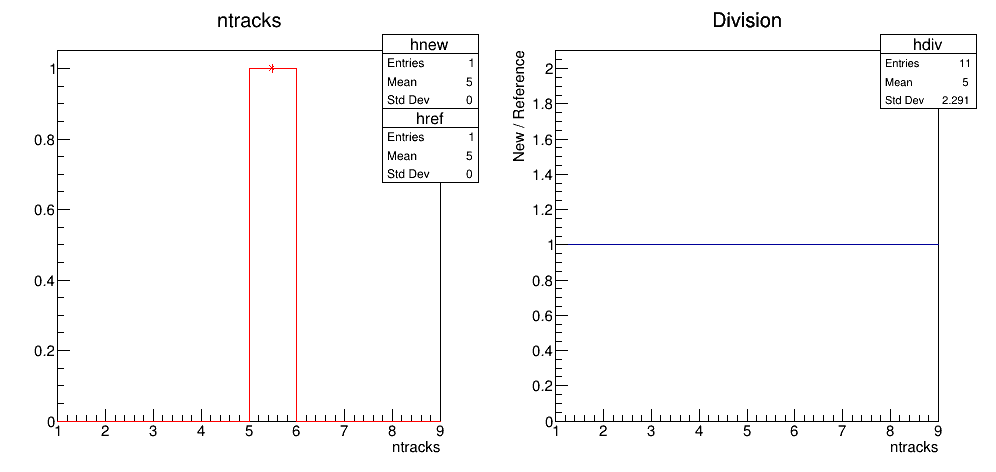 ntracks
hnew
Entries 1
Mean 5
Std Dev 0
href
Entries 1
Mean 5
Std Dev 0
1
0.8
0.6
0.4
0.2
0
1 2 3 4 5 6 7 8 9
ntracks
Division
hdiv
Entries 11
Mean 5
Std Dev 2.291
New / Reference
2
1.8
1.6
1.4
1.2
1
0.8
0.6
0.4
0.2
0
1 2 3 4 5 6 7 8 9
ntracks